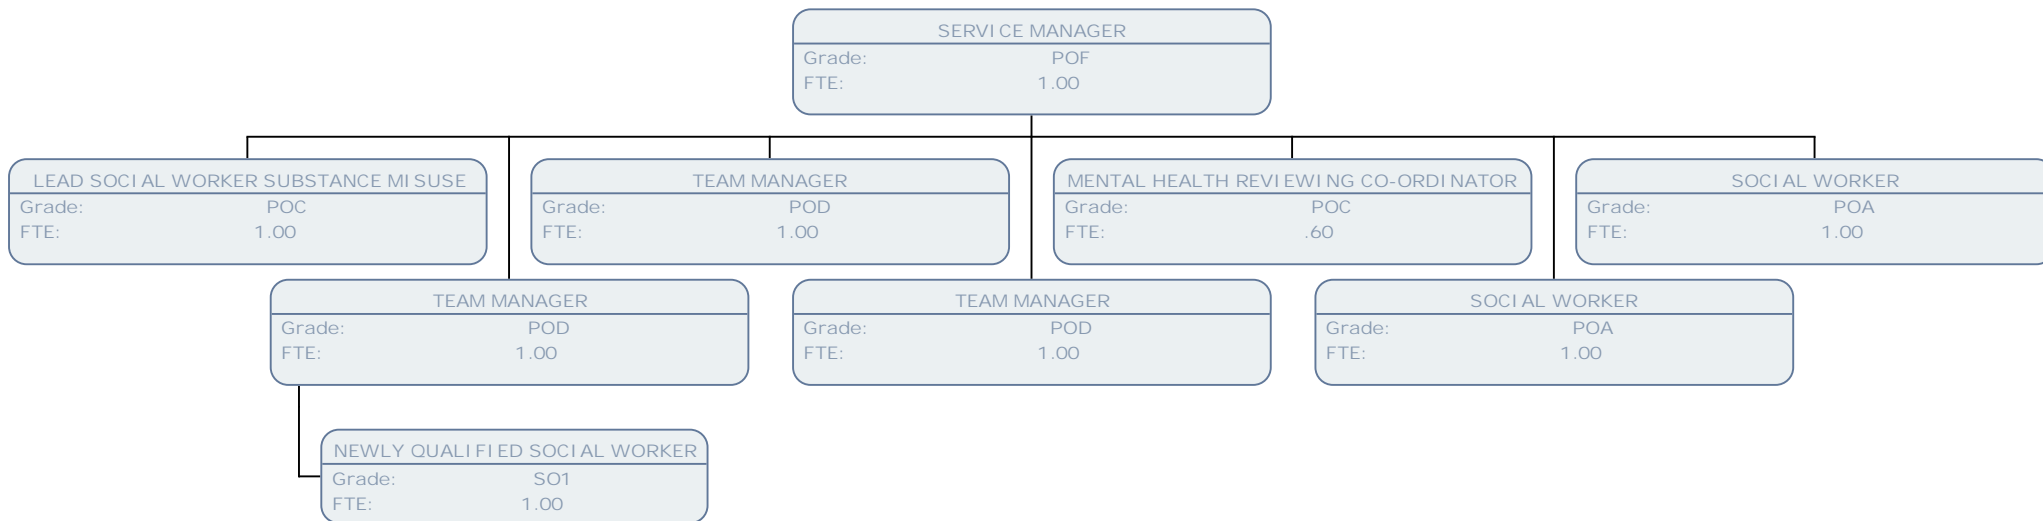 SERVICE MANAGER
Grade: POF
FTE: 1.00
LEAD SOCIAL WORKER SUBSTANCE MISUSE
Grade: POC
FTE: 1.00
TEAM MANAGER
Grade: POD
FTE: 1.00
MENTAL HEALTH REVIEWING CO-ORDINATOR
Grade: POC
FTE: .60
SOCIAL WORKER
Grade: POA
FTE: 1.00
TEAM MANAGER
Grade: POD
FTE: 1.00
TEAM MANAGER
Grade: POD
FTE: 1.00
SOCIAL WORKER
Grade: POA
FTE: 1.00
NEWLY QUALIFIED SOCIAL WORKER
Grade: SO1
FTE: 1.00